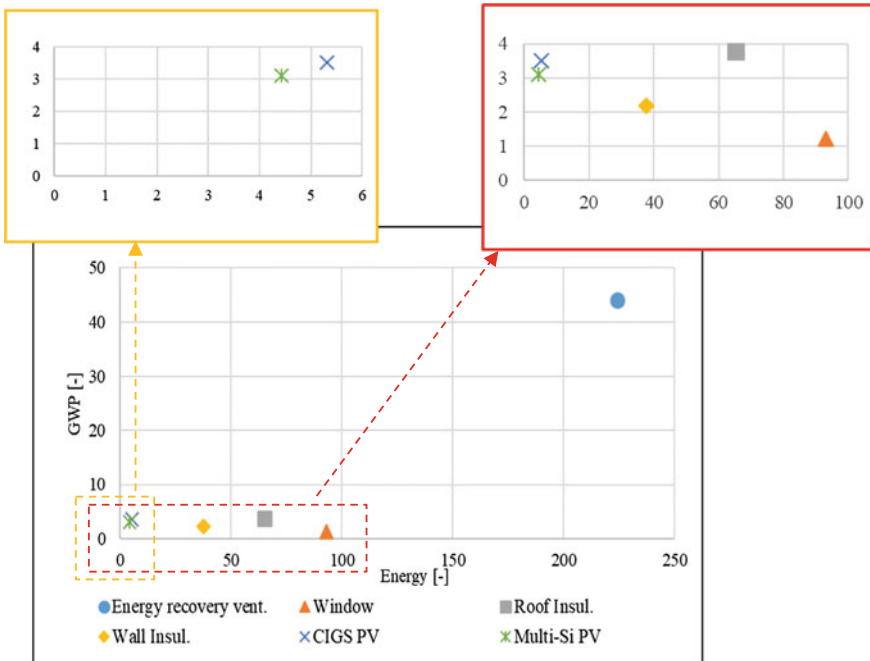 4
3
2
1
0
0 1 2 3 4 5 6
4
3
2
1
0
0 20 40 60 80 100
50
40
30
20
10
0
GWP [-]
0 50 100 150 200 250
Energy [-]
Energy recovery vent. Window Roof Insul.
Wall Insul. CIGS PV Multi-Si PV